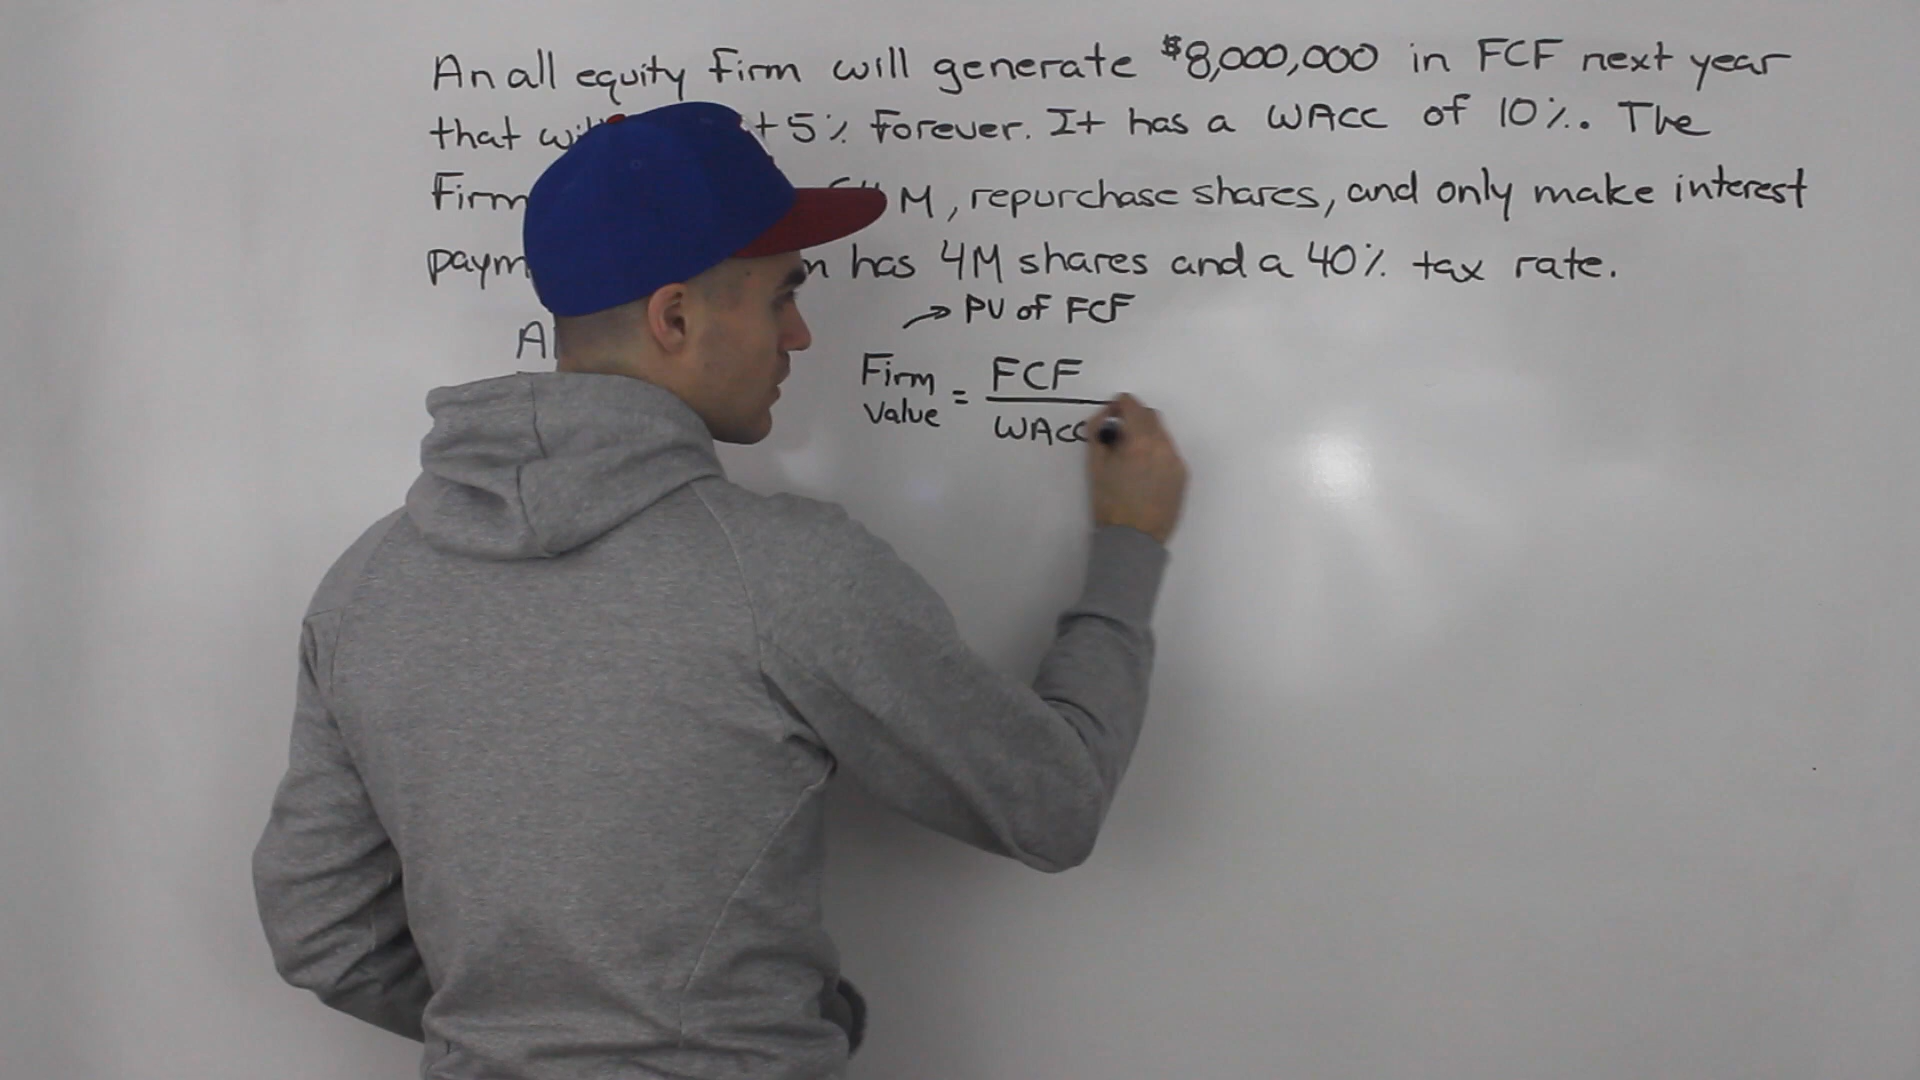 An all equity firm will generate $8,000,000 in FCF next year
that +5% forever. It has a WACC of 10%. The
Firm M, repurchase shares, and only make interest
paym n has 4M shares and a 40% tax rate.
→ PV of FCF
Firm Value = FCF
WACC